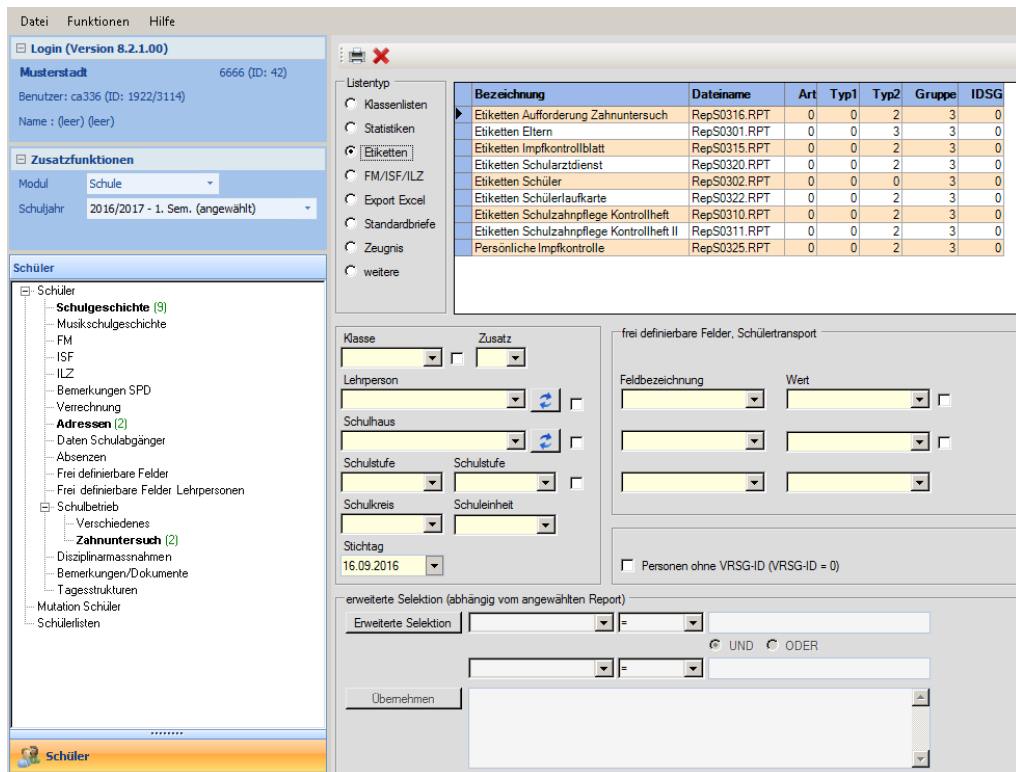 Datei Funktionen Hilfe
Login (Version 8.2.1.00)
Musterstadt 6666 (ID: 42)
Benutzer: ca336 (ID: 1922/3114)
Name : (leer) (leer)
Zusatzfunktionen
Modul Schule
Schuljahr 2016/2017 - 1. Sem. (angewählt)
Schüler
Schüler
Schulgeschichte (9)
Musikschulgeschichte
FM
ISF
ILZ
Bemerkungen SPD
Verrechnung
Adressen (2)
Daten Schulabgänger
Absenzen
Frei definierbare Felder
Frei definierbare Felder Lehrpersonen
Schulbetrieb
Verschiedenes
Zahnuntersuch (2)
Disziplinarmassnahmen
Bemerkungen/Dokumente
Tagesstrukturen
Mutation Schüler
Schülerlisten
Schüler
Listentyp
Klassenlisten
Statistiken
Etiketten
FM/ISF/ILZ
Export Excel
Standardbriefe
Zeugnis
weitere
Bezeichnung Dateiname Art Typ1 Typ2 Gruppe IDSG
Etiketten Aufforderung Zahnuntersuch RepS0316.RPT 0 0 2 3 0
Etiketten Eltern RepS0301.RPT 0 0 3 3 0
Etiketten Impfkontrollblatt RepS0315.RPT 0 0 2 3 0
Etiketten Schularztdienst RepS0320.RPT 0 0 2 3 0
Etiketten Schüler RepS0302.RPT 0 0 0 3 0
Etiketten Schülerlaufkarte RepS0322.RPT 0 0 2 3 0
Etiketten Schulzahnpflege Kontrollheft RepS0310.RPT 0 0 2 3 0
Etiketten Schulzahnpflege Kontrollheft II RepS0311.RPT 0 0 2 3 0
Persönliche Impfkontrolle RepS0325.RPT 0 0 2 3 0
Klasse Zusatz
Lehrperson
Schulhaus
Schulstufe Schulstufe
Schulkreis Schuleinheit
Stichtag
16.09.2016
frei definierbare Felder, Schülertransport
Feldbezeichnung Wert
Personen ohne VRSG-ID (VRSG-ID = 0)
erweiterte Selektion (abhängig vom angewählten Report)
Erweiterte Selektion =
UND ODER
=
Übernehmen